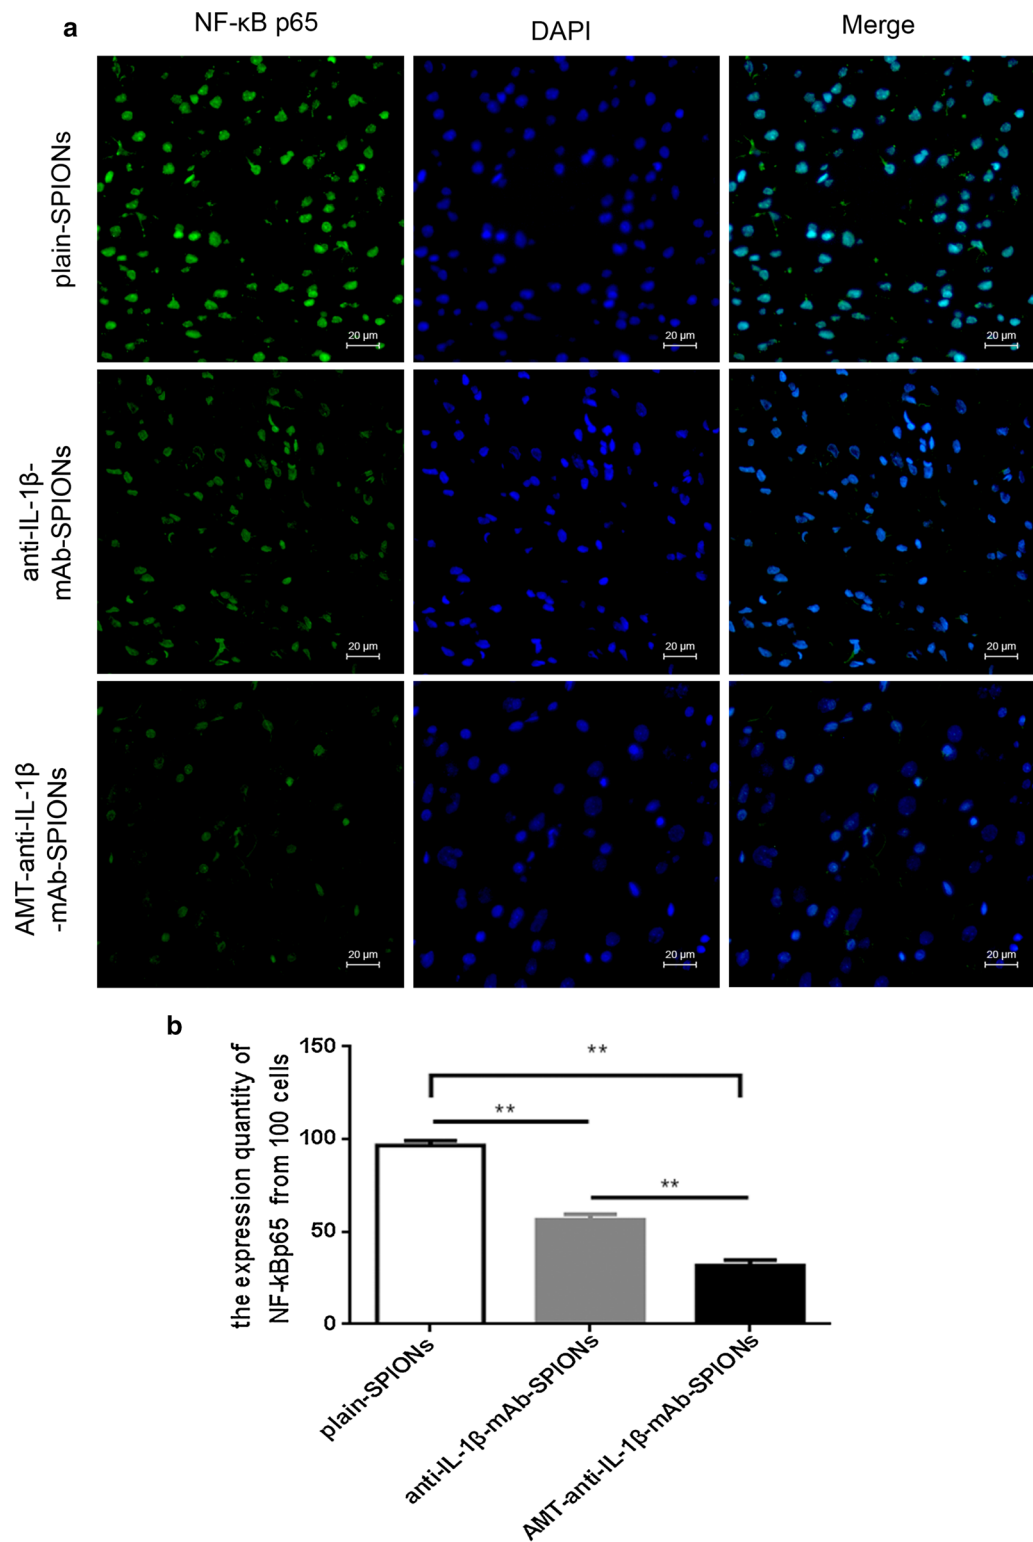 a
NF-κB p65
DAPI
Merge
plain-SPIONs
20 μm
20 μm
20 μm
anti-IL-1β-
mAb-SPIONs
20 μm
20 μm
20 μm
AMT-anti-IL-1β
-mAb-SPIONs
20 μm
20 μm
20 μm
b
the expression quantity of
NF-kBp65 from 100 cells
150
100
50
0
**
**
**
plain-SPIONs
anti-IL-1β-mAb-SPIONs
AMT-anti-IL-1β-mAb-SPIONs